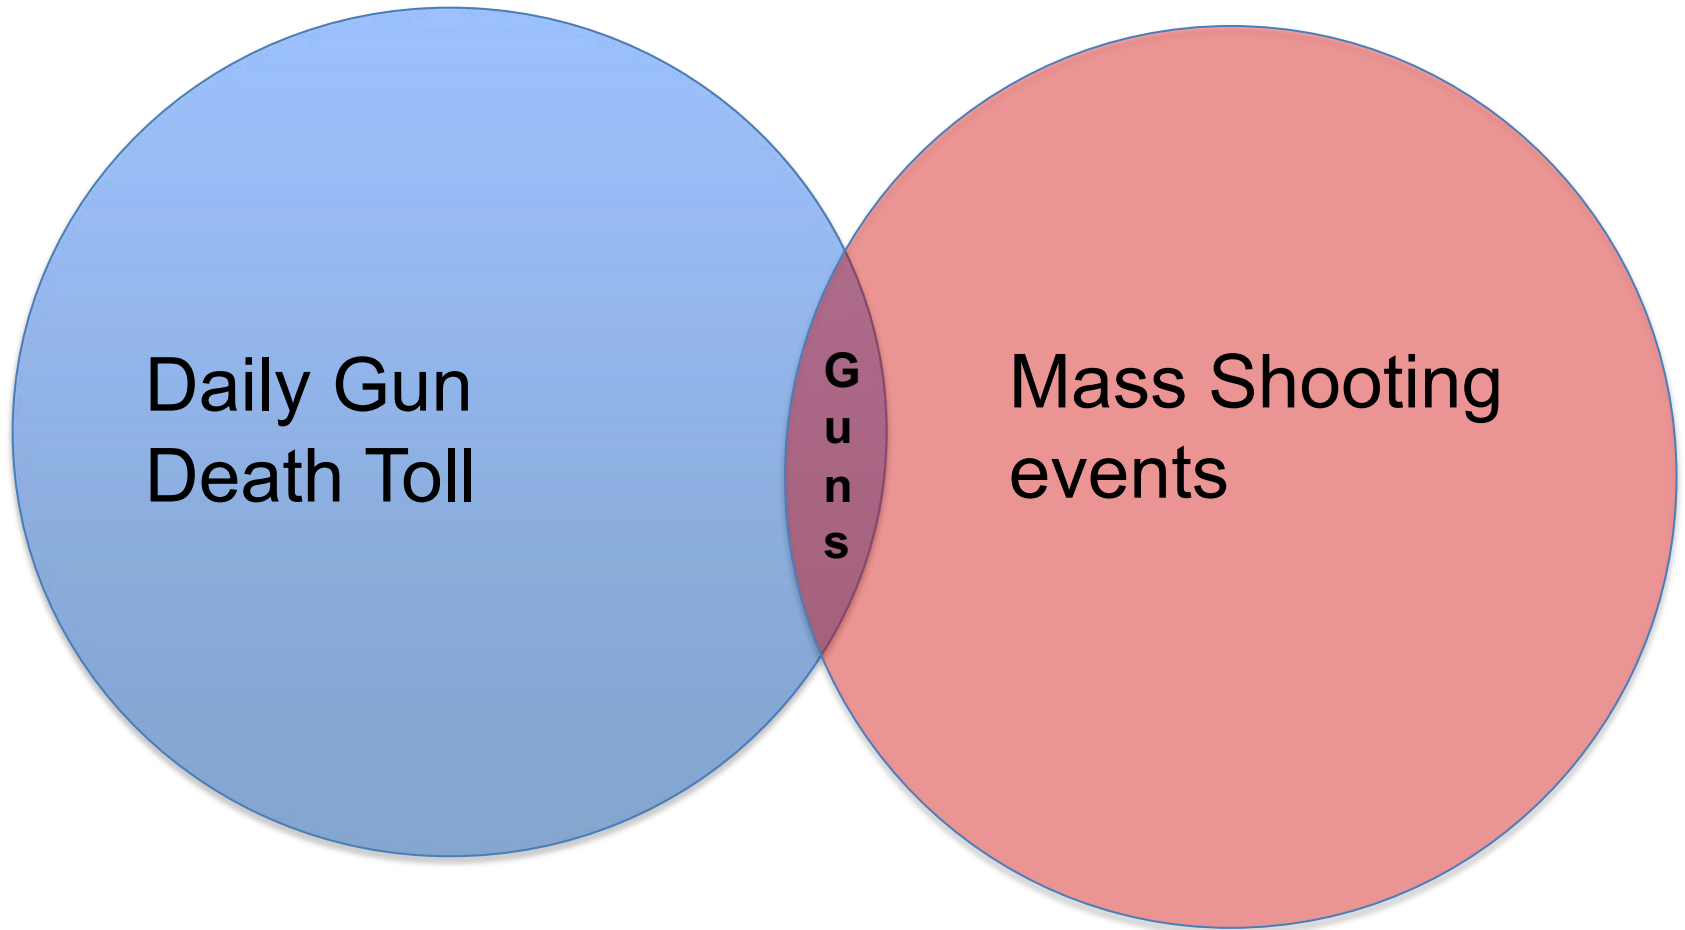 Daily Gun
Death Toll
G
u
n
s
Mass Shooting
events